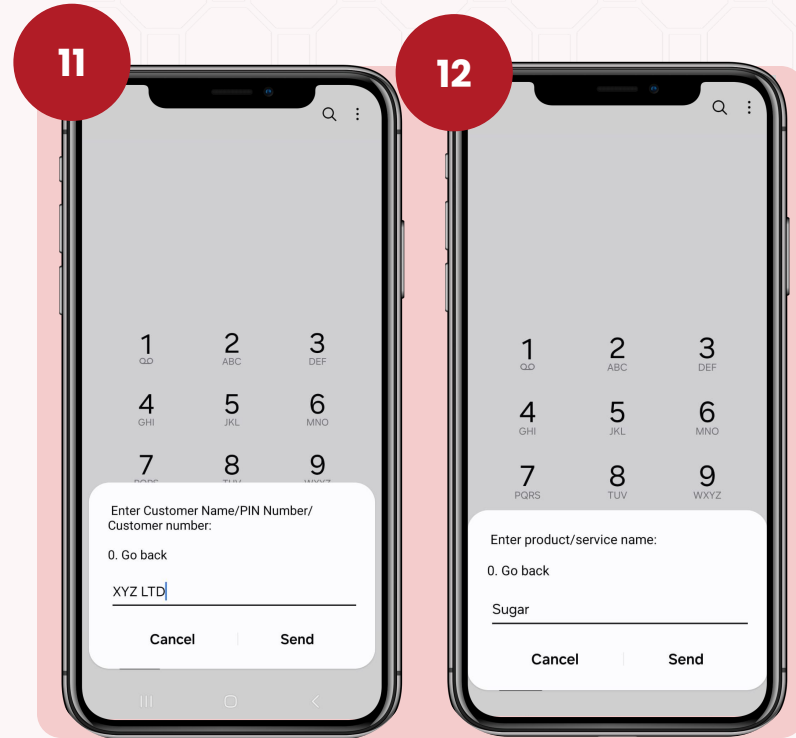 11
1 2 3
ABC DEF
4 5 6
GHI JKL MNO
7 8 9
Enter Customer Name/PIN Number/
Customer number:
0. Go back
XYZ LTD
Cancel Send
12
1 2 3
ABC DEF
4 5 6
GHI JKL MNO
7 8 9
PQRS TUV WXYZ
Enter product/service name:
0. Go back
Sugar
Cancel Send